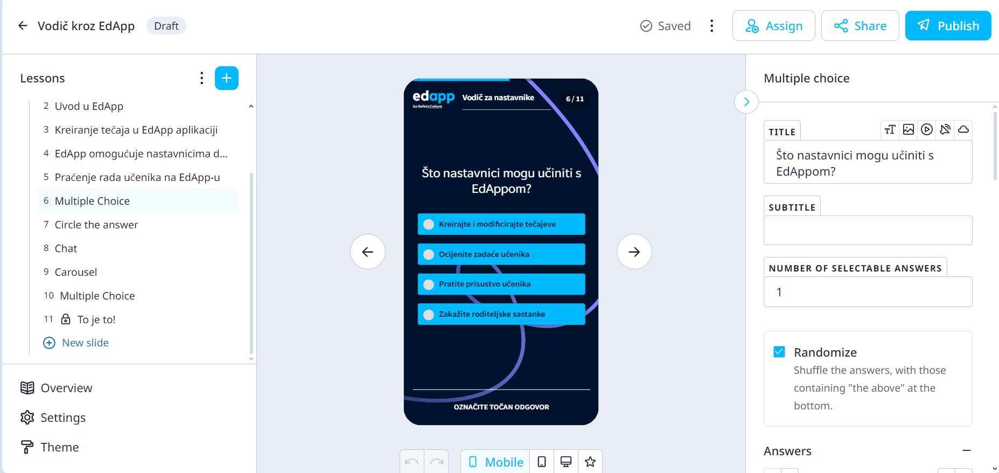 Vodič kroz EdApp
Draft
Saved
Assign
Share
Publish
Lessons
2 Uvod u EdApp
3 Kreiranje tečaja u EdApp aplikaciji
4 EdApp omogućuje nastavnicima d...
5 Praćenje rada učenika na EdApp-u
6 Multiple Choice
7 Circle the answer
8 Chat
9 Carousel
10 Multiple Choice
11 To je to!
New slide
Overview
Settings
Theme
edapp
by SafetyCulture
Vodič za nastavnike
6 / 11
Što nastavnici mogu učiniti s
EdAppom?
Kreirajte i modificirajte tečajeve
Ocijenite zadaće učenika
Pratite prisustvo učenika
Zakažite roditeljske sastanke
OZNAČITE TOČAN ODGOVOR
Mobile
Multiple choice
TITLE
Što nastavnici mogu učiniti s
EdAppom?
SUBTITLE
NUMBER OF SELECTABLE ANSWERS
1
Randomize
Shuffle the answers, with those
containing "the above" at the
bottom.
Answers